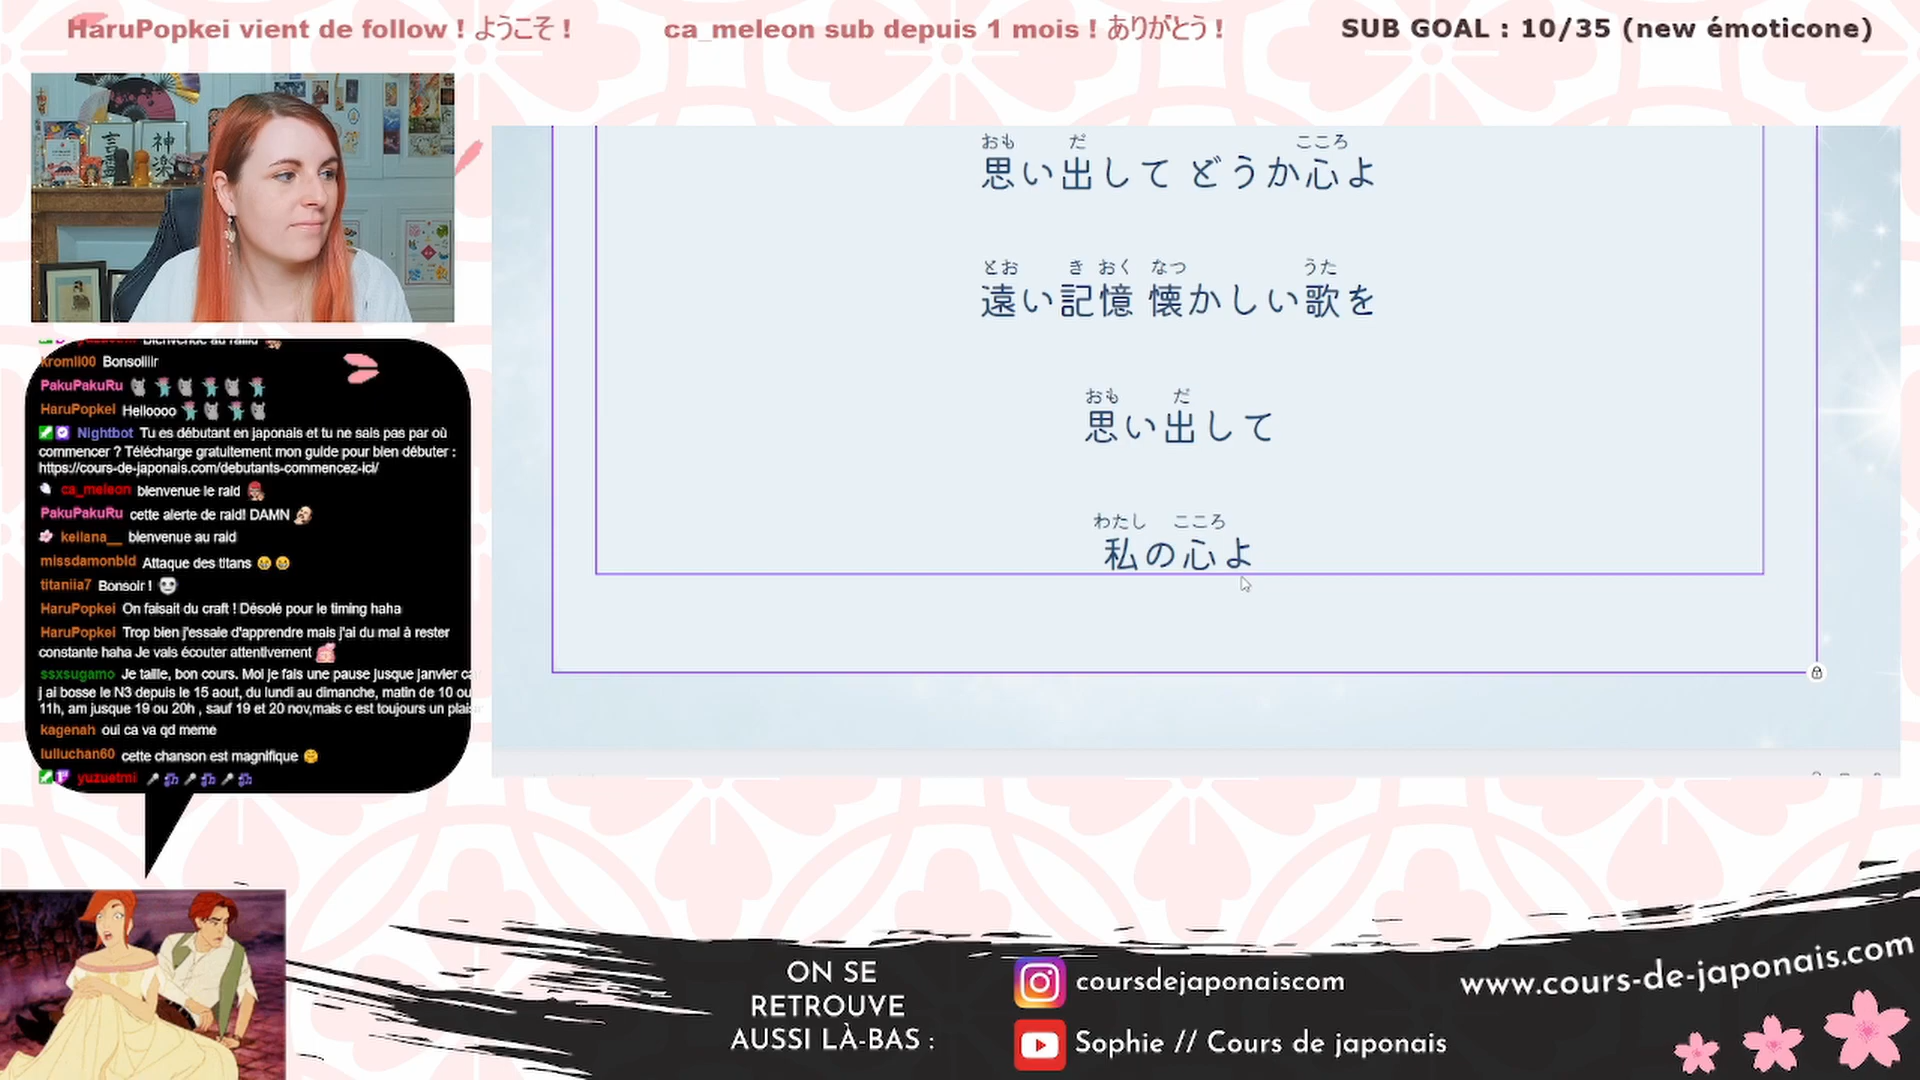 HaruPopkei vient de follow ! ようこそ !
ca_meleon sub depuis 1 mois ! ありがとう !
SUB GOAL : 10/35 (new émoticone)
言霊
神楽
おも だ こころ
思い出して どうか心よ
とお き おく なつ うた
遠い記憶 懐かしい歌を
おも だ
思い出して
わたし こころ
私の心よ
kromli00 Bonsoiiiir
PakuPakuRu
HaruPopkei Helloooo
Nightbot Tu es débutant en japonais et tu ne sais pas par où
commencer ? Télécharge gratuitement mon guide pour bien débuter :
https://cours-de-japonais.com/debutants-commencez-ici/
ca_meleon bienvenue le raid
PakuPakuRu cette alerte de raid! DAMN
keilana__ bienvenue au raid
missdamonbld Attaque des titans
titaniia7 Bonsoir !
HaruPopkei On faisait du craft ! Désolé pour le timing haha
HaruPopkei Trop bien j'essaie d'apprendre mais j'ai du mal à rester
constante haha Je vais écouter attentivement
ssxsugamo Je taille, bon cours. Moi je fais une pause jusque janvier
j ai bosse le N3 depuis le 15 aout, du lundi au dimanche, matin de 10 ou
11h, am jusque 19 ou 20h , sauf 19 et 20 nov,mais c est toujours un
kagenah oui ca va qd meme
lulluchan60 cette chanson est magnifique
yuzuetmi
ON SE
RETROUVE
AUSSI LÀ-BAS :
coursdejaponaiscom
Sophie // Cours de japonais
www.cours-de-japonais.com